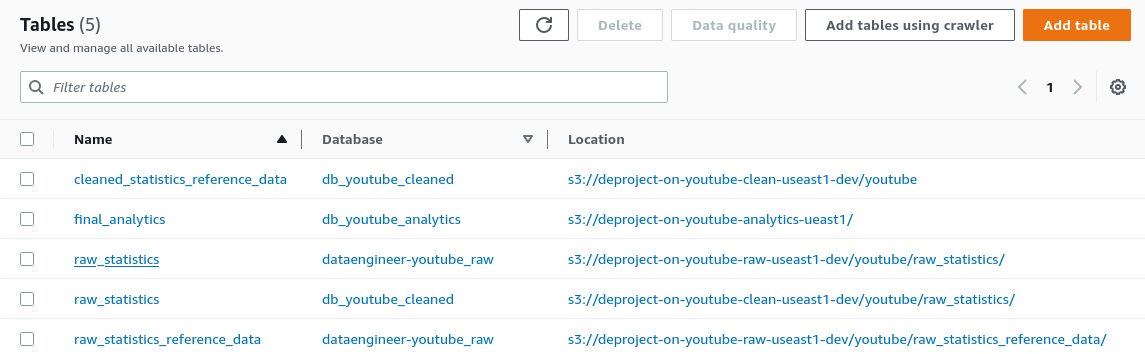 Tables (5)
View and manage all available tables.
Delete
Data quality
Add tables using crawler
Add table
Filter tables
1
Name Database Location
cleaned_statistics_reference_data db_youtube_cleaned s3://deproject-on-youtube-clean-useast1-dev/youtube
final_analytics db_youtube_analytics s3://deproject-on-youtube-analytics-ueast1/
raw_statistics dataengineer-youtube_raw s3://deproject-on-youtube-raw-useast1-dev/youtube/raw_statistics/
raw_statistics db_youtube_cleaned s3://deproject-on-youtube-clean-useast1-dev/youtube/raw_statistics/
raw_statistics_reference_data dataengineer-youtube_raw s3://deproject-on-youtube-raw-useast1-dev/youtube/raw_statistics_reference_data/